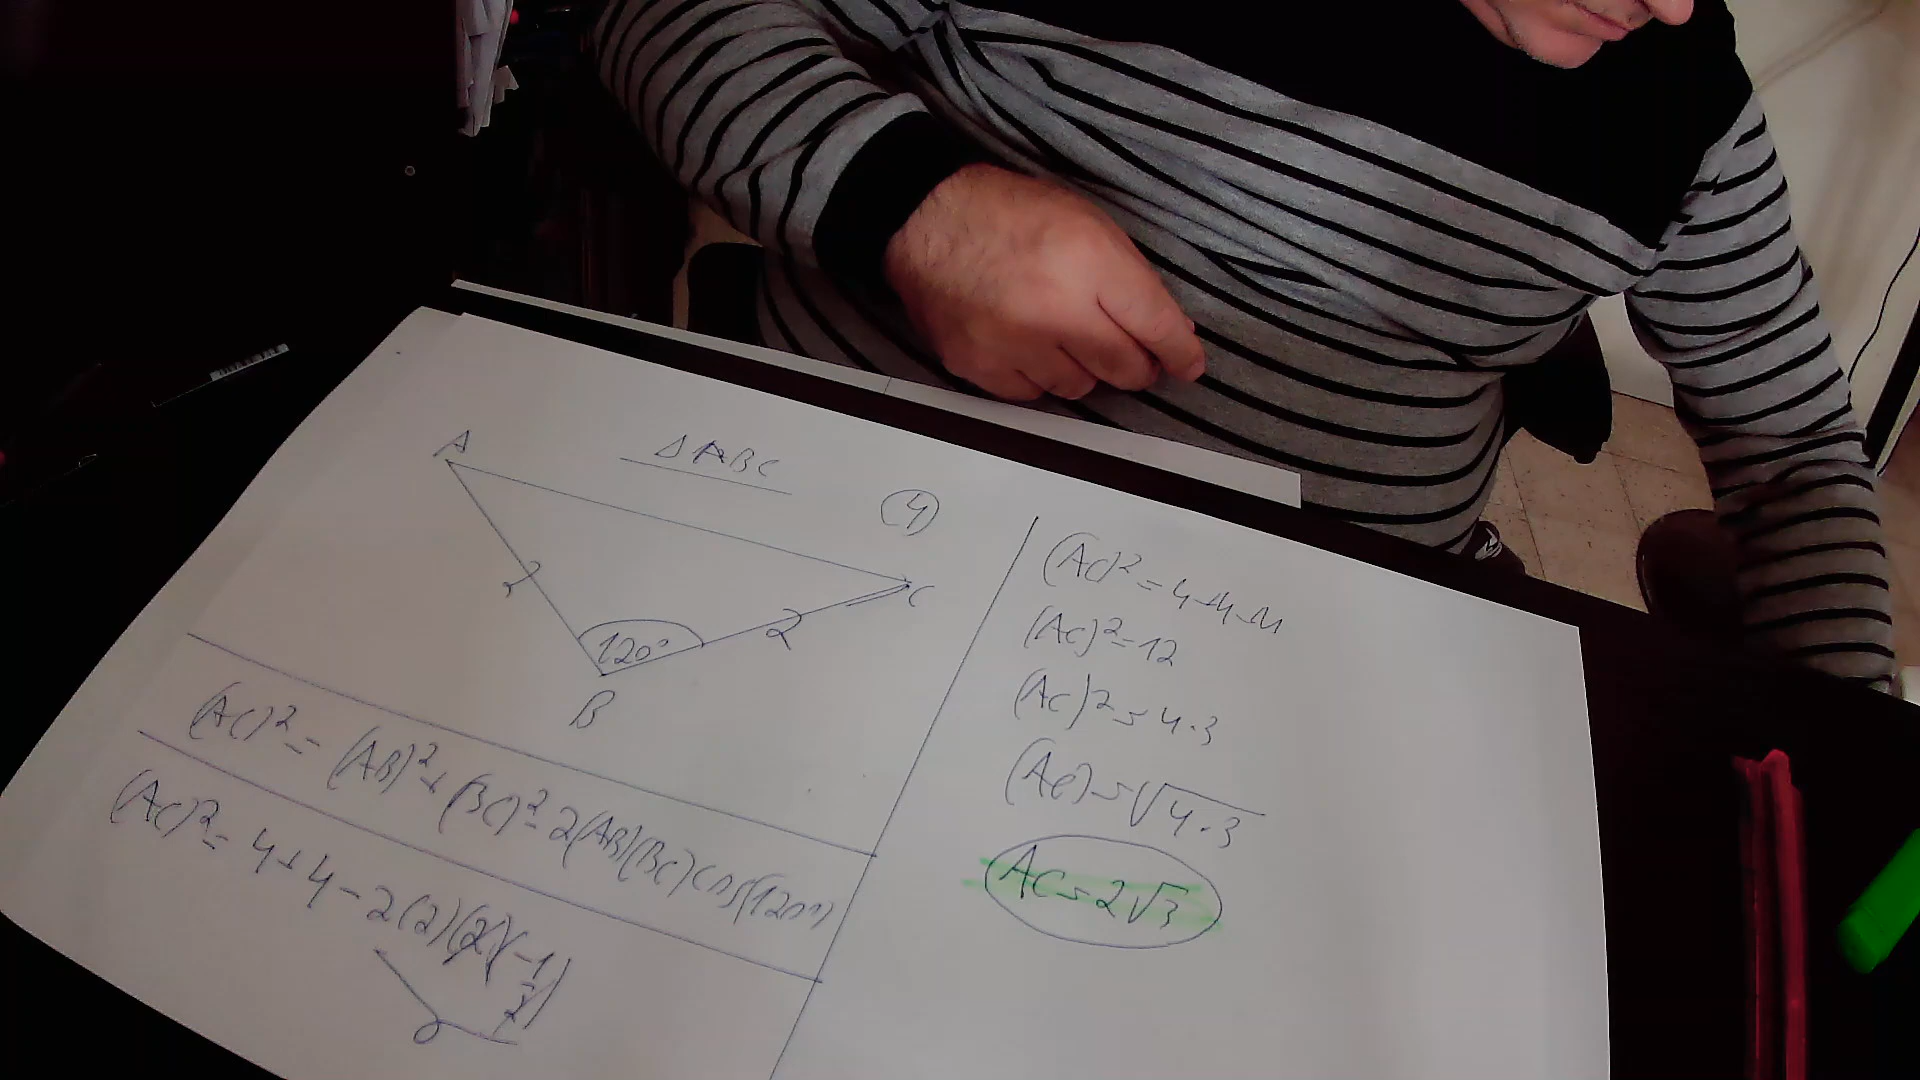 Δ ABC
A
(4)
2
C
2
120°
B
(AC)² = (AB)² + (BC)² - 2(AB)(BC)cos(120°)
(AC)² = 4 + 4 - 2(2)(2)(-1/2)
(AC)² = 4+4-
(AC)² = 12
(AC)² = 4·3
(AC) = √4·3
AC = 2√3